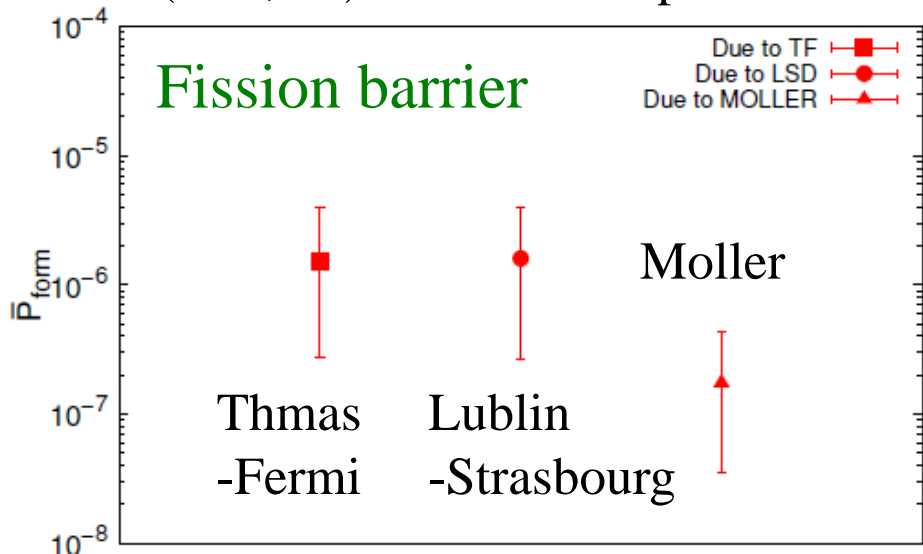 10⁻⁴
Due to TF
Due to LSD
Due to MOLLER
Fission barrier
10⁻⁵
Moller
P̄form
10⁻⁶
10⁻⁷
Thmas
-Fermi
Lublin
-Strasbourg
10⁻⁸